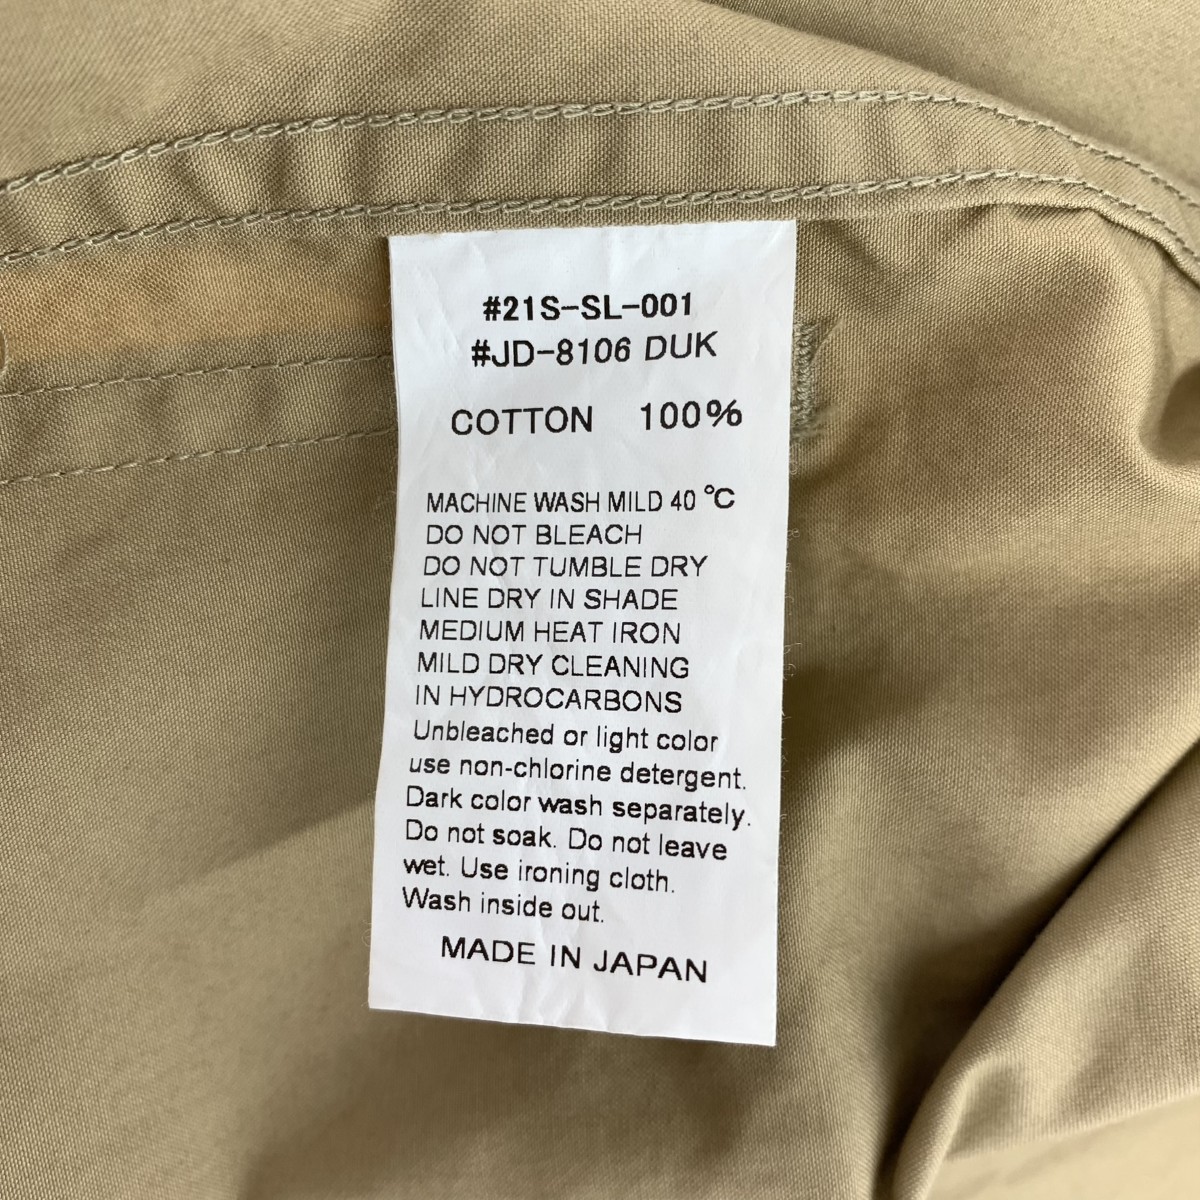 #21S-SL-001
#JD-8106 DUK
COTTON 100%
MACHINE WASH MILD 40 °C
DO NOT BLEACH
DO NOT TUMBLE DRY
LINE DRY IN SHADE
MEDIUM HEAT IRON
MILD DRY CLEANING
IN HYDROCARBONS
Unbleached or light color
use non-chlorine detergent.
Dark color wash separately.
Do not soak. Do not leave
wet. Use ironing cloth.
Wash inside out.
MADE IN JAPAN